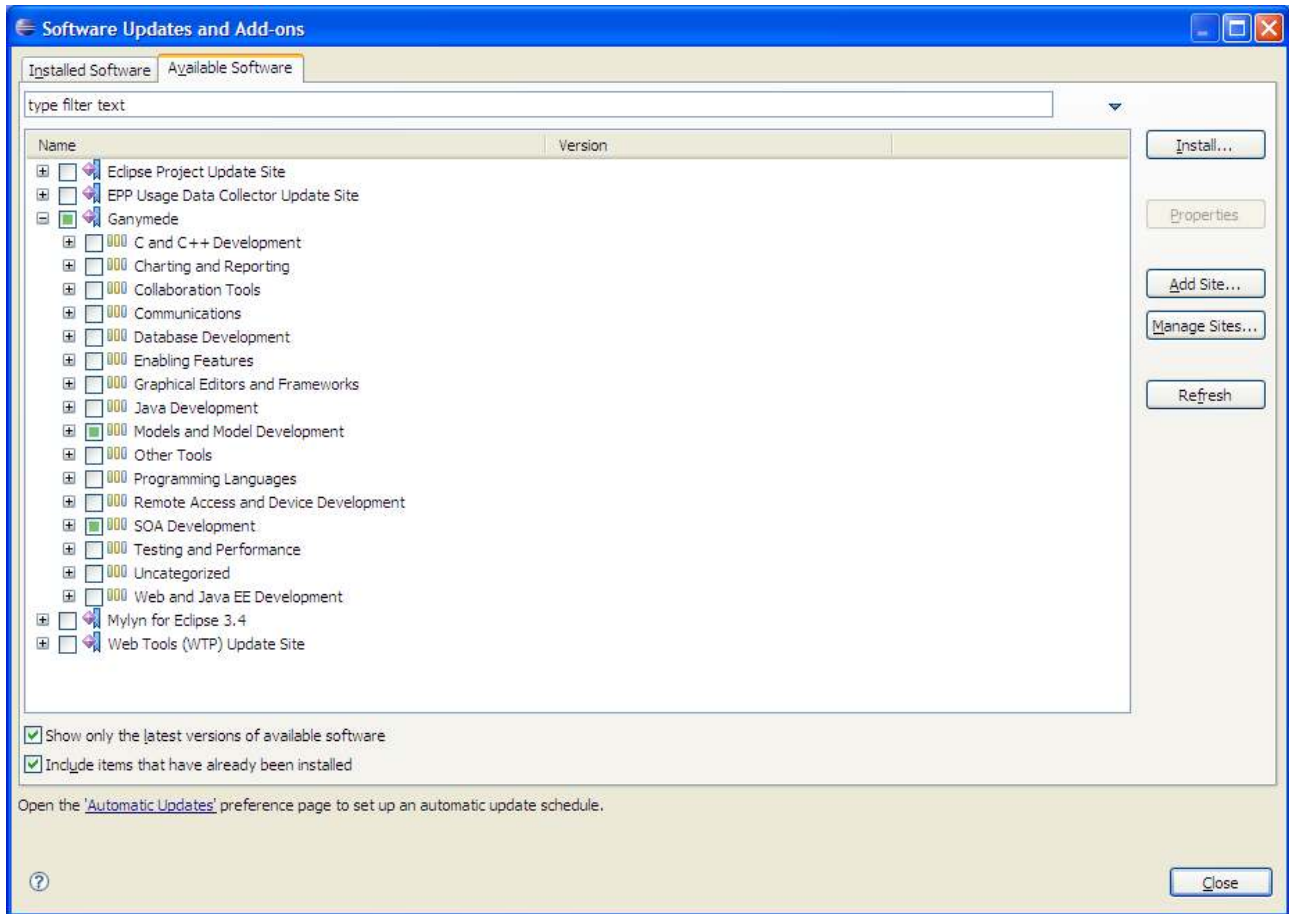 Software Updates and Add-ons
Installed Software
Available Software
type filter text
Name
Version
Install...
Eclipse Project Update Site
EPP Usage Data Collector Update Site
Ganymede
Properties
C and C++ Development
Charting and Reporting
Collaboration Tools
Add Site...
Communications
Manage Sites...
Database Development
Enabling Features
Graphical Editors and Frameworks
Refresh
Java Development
Models and Model Development
Other Tools
Programming Languages
Remote Access and Device Development
SOA Development
Testing and Performance
Uncategorized
Web and Java EE Development
Mylyn for Eclipse 3.4
Web Tools (WTP) Update Site
Show only the latest versions of available software
Include items that have already been installed
Open the 'Automatic Updates' preference page to set up an automatic update schedule.
?
Close